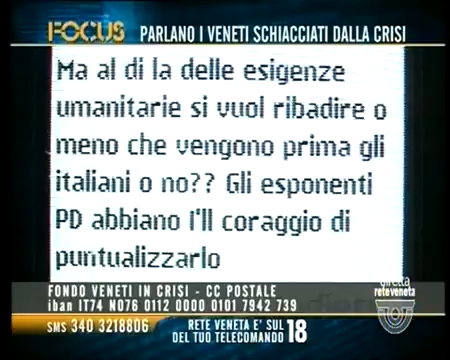 FOCUS PARLANO I VENETI SCHIACCIATI DALLA CRISI
Ma al di la delle esigenze
umanitarie si vuol ribadire o
meno che vengono prima gli
italiani o no?? Gli esponenti
PD abbiano l'Il coraggio di
puntualizzarlo
FONDO VENETI IN CRISI - CC POSTALE
iban IT74 N076 0112 0000 0101 7942 739
diretta
reteveneta
SMS 340 3218806
RETE VENETA E' SUL
DEL TUO TELECOMANDO 18